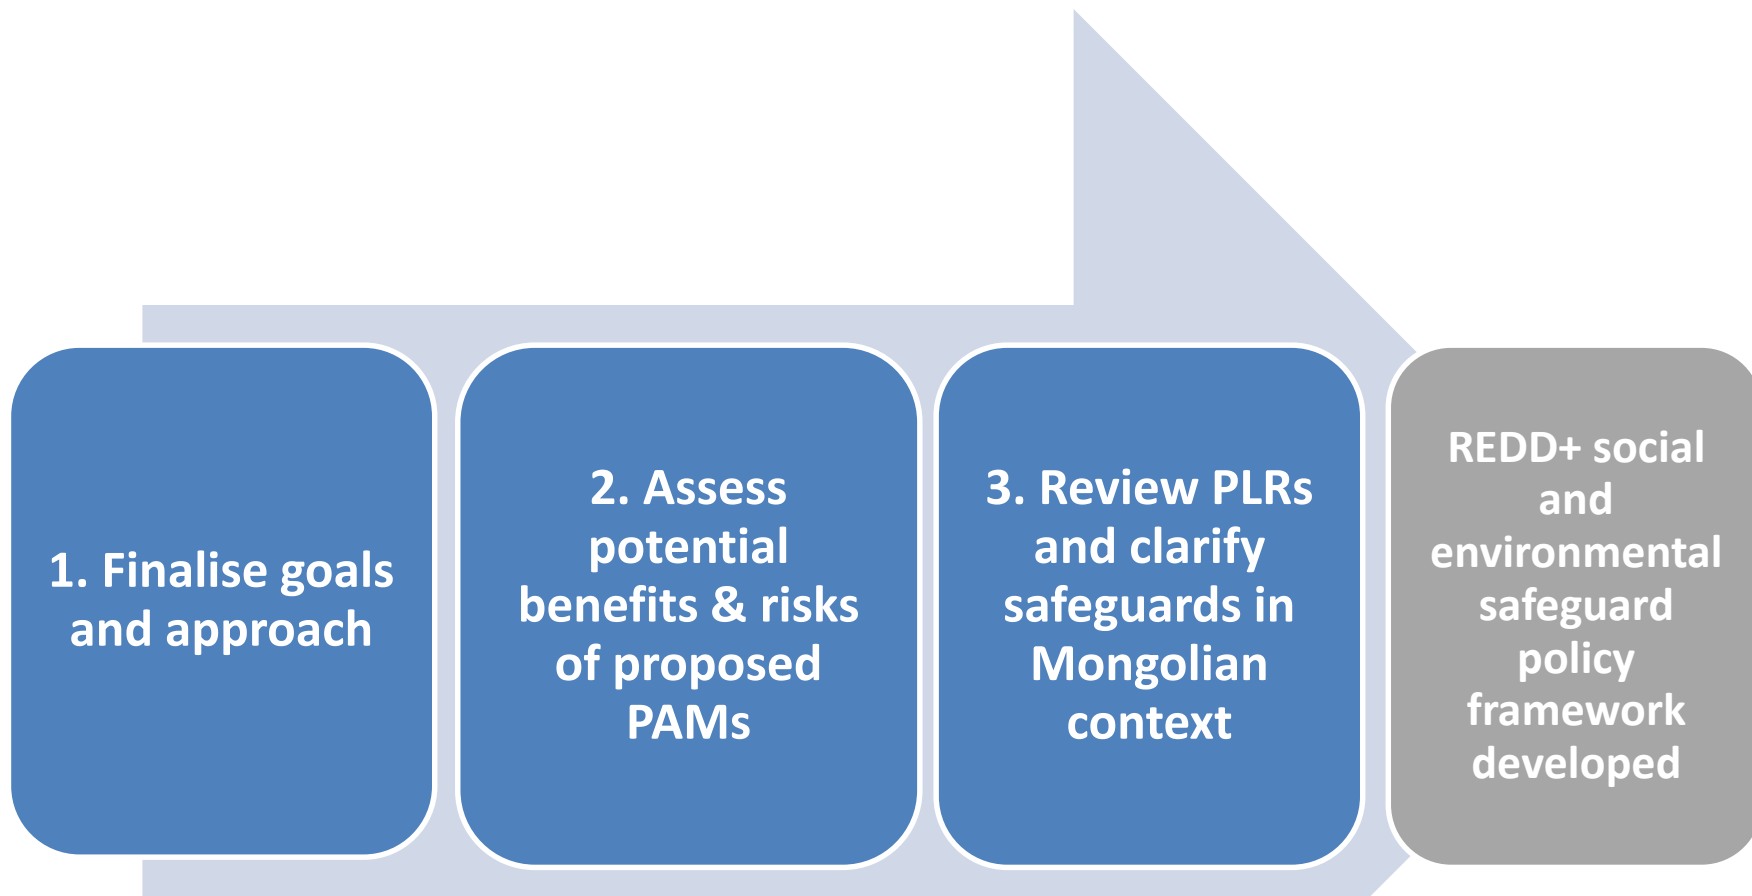 1. Finalise goals
and approach
2. Assess
potential
benefits & risks
of proposed
PAMs
3. Review PLRs
and clarify
safeguards in
Mongolian
context
REDD+ social
and
environmental
safeguard
policy
framework
developed